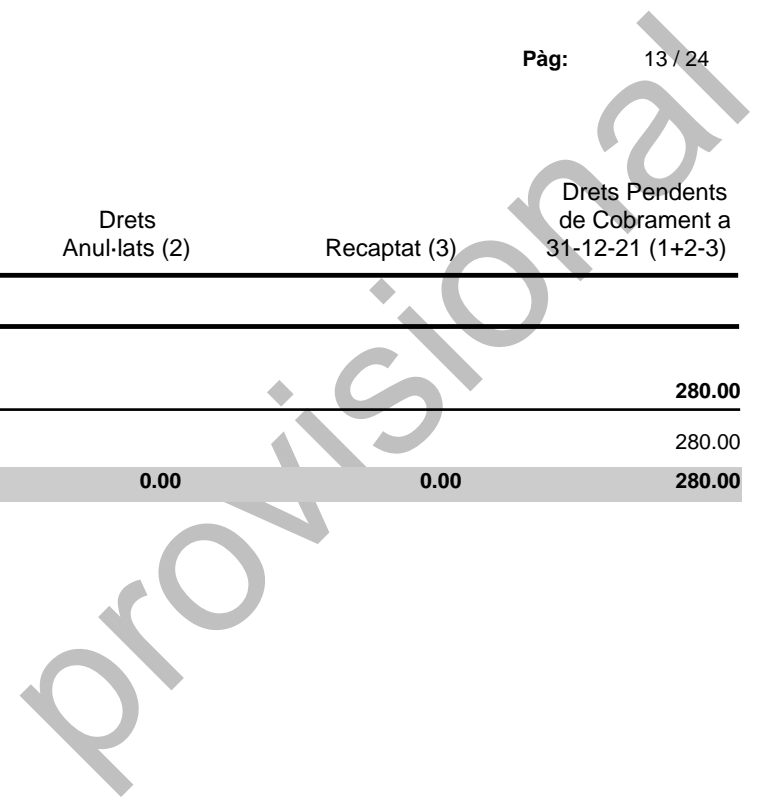 Pàg: 13 / 24
Drets Pendents
Drets de Cobrament a
Anul·lats (2) Recaptat (3) 31-12-21 (1+2-3)
280.00
280.00
0.00 0.00 280.00
provisional